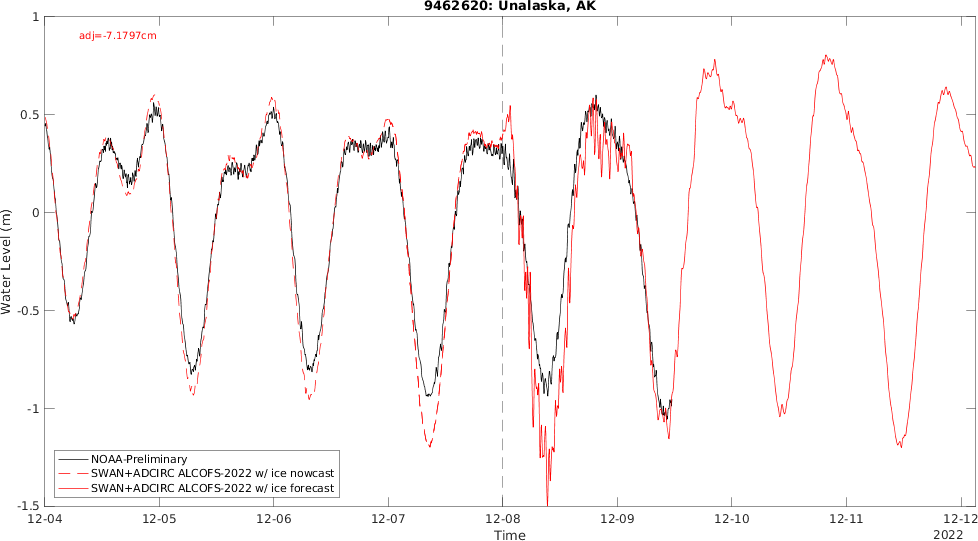 9462620: Unalaska, AK
adj=-7.1797cm
Water Level (m)
1
0.5
0
-0.5
-1
-1.5
NOAA-Preliminary
SWAN+ADCIRC ALCOFS-2022 w/ ice nowcast
SWAN+ADCIRC ALCOFS-2022 w/ ice forecast
12-04 12-05 12-06 12-07 12-08 12-09 12-10 12-11 12-12
Time
2022